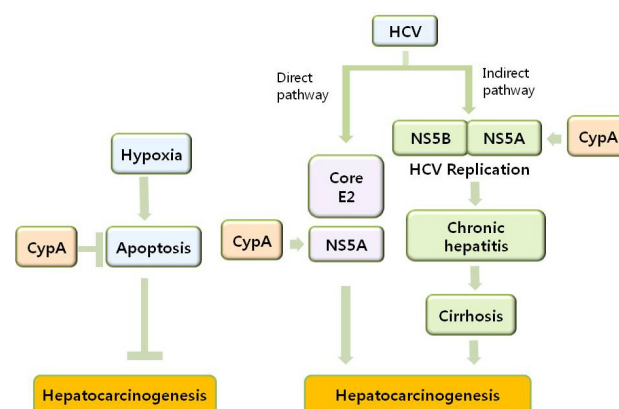 HCV
Direct
pathway
Indirect
pathway
NS5B
NS5A
CypA
HCV Replication
Hypoxia
Core
E2
CypA
Apoptosis
CypA
NS5A
Chronic
hepatitis
Cirrhosis
Hepatocarcinogenesis
Hepatocarcinogenesis